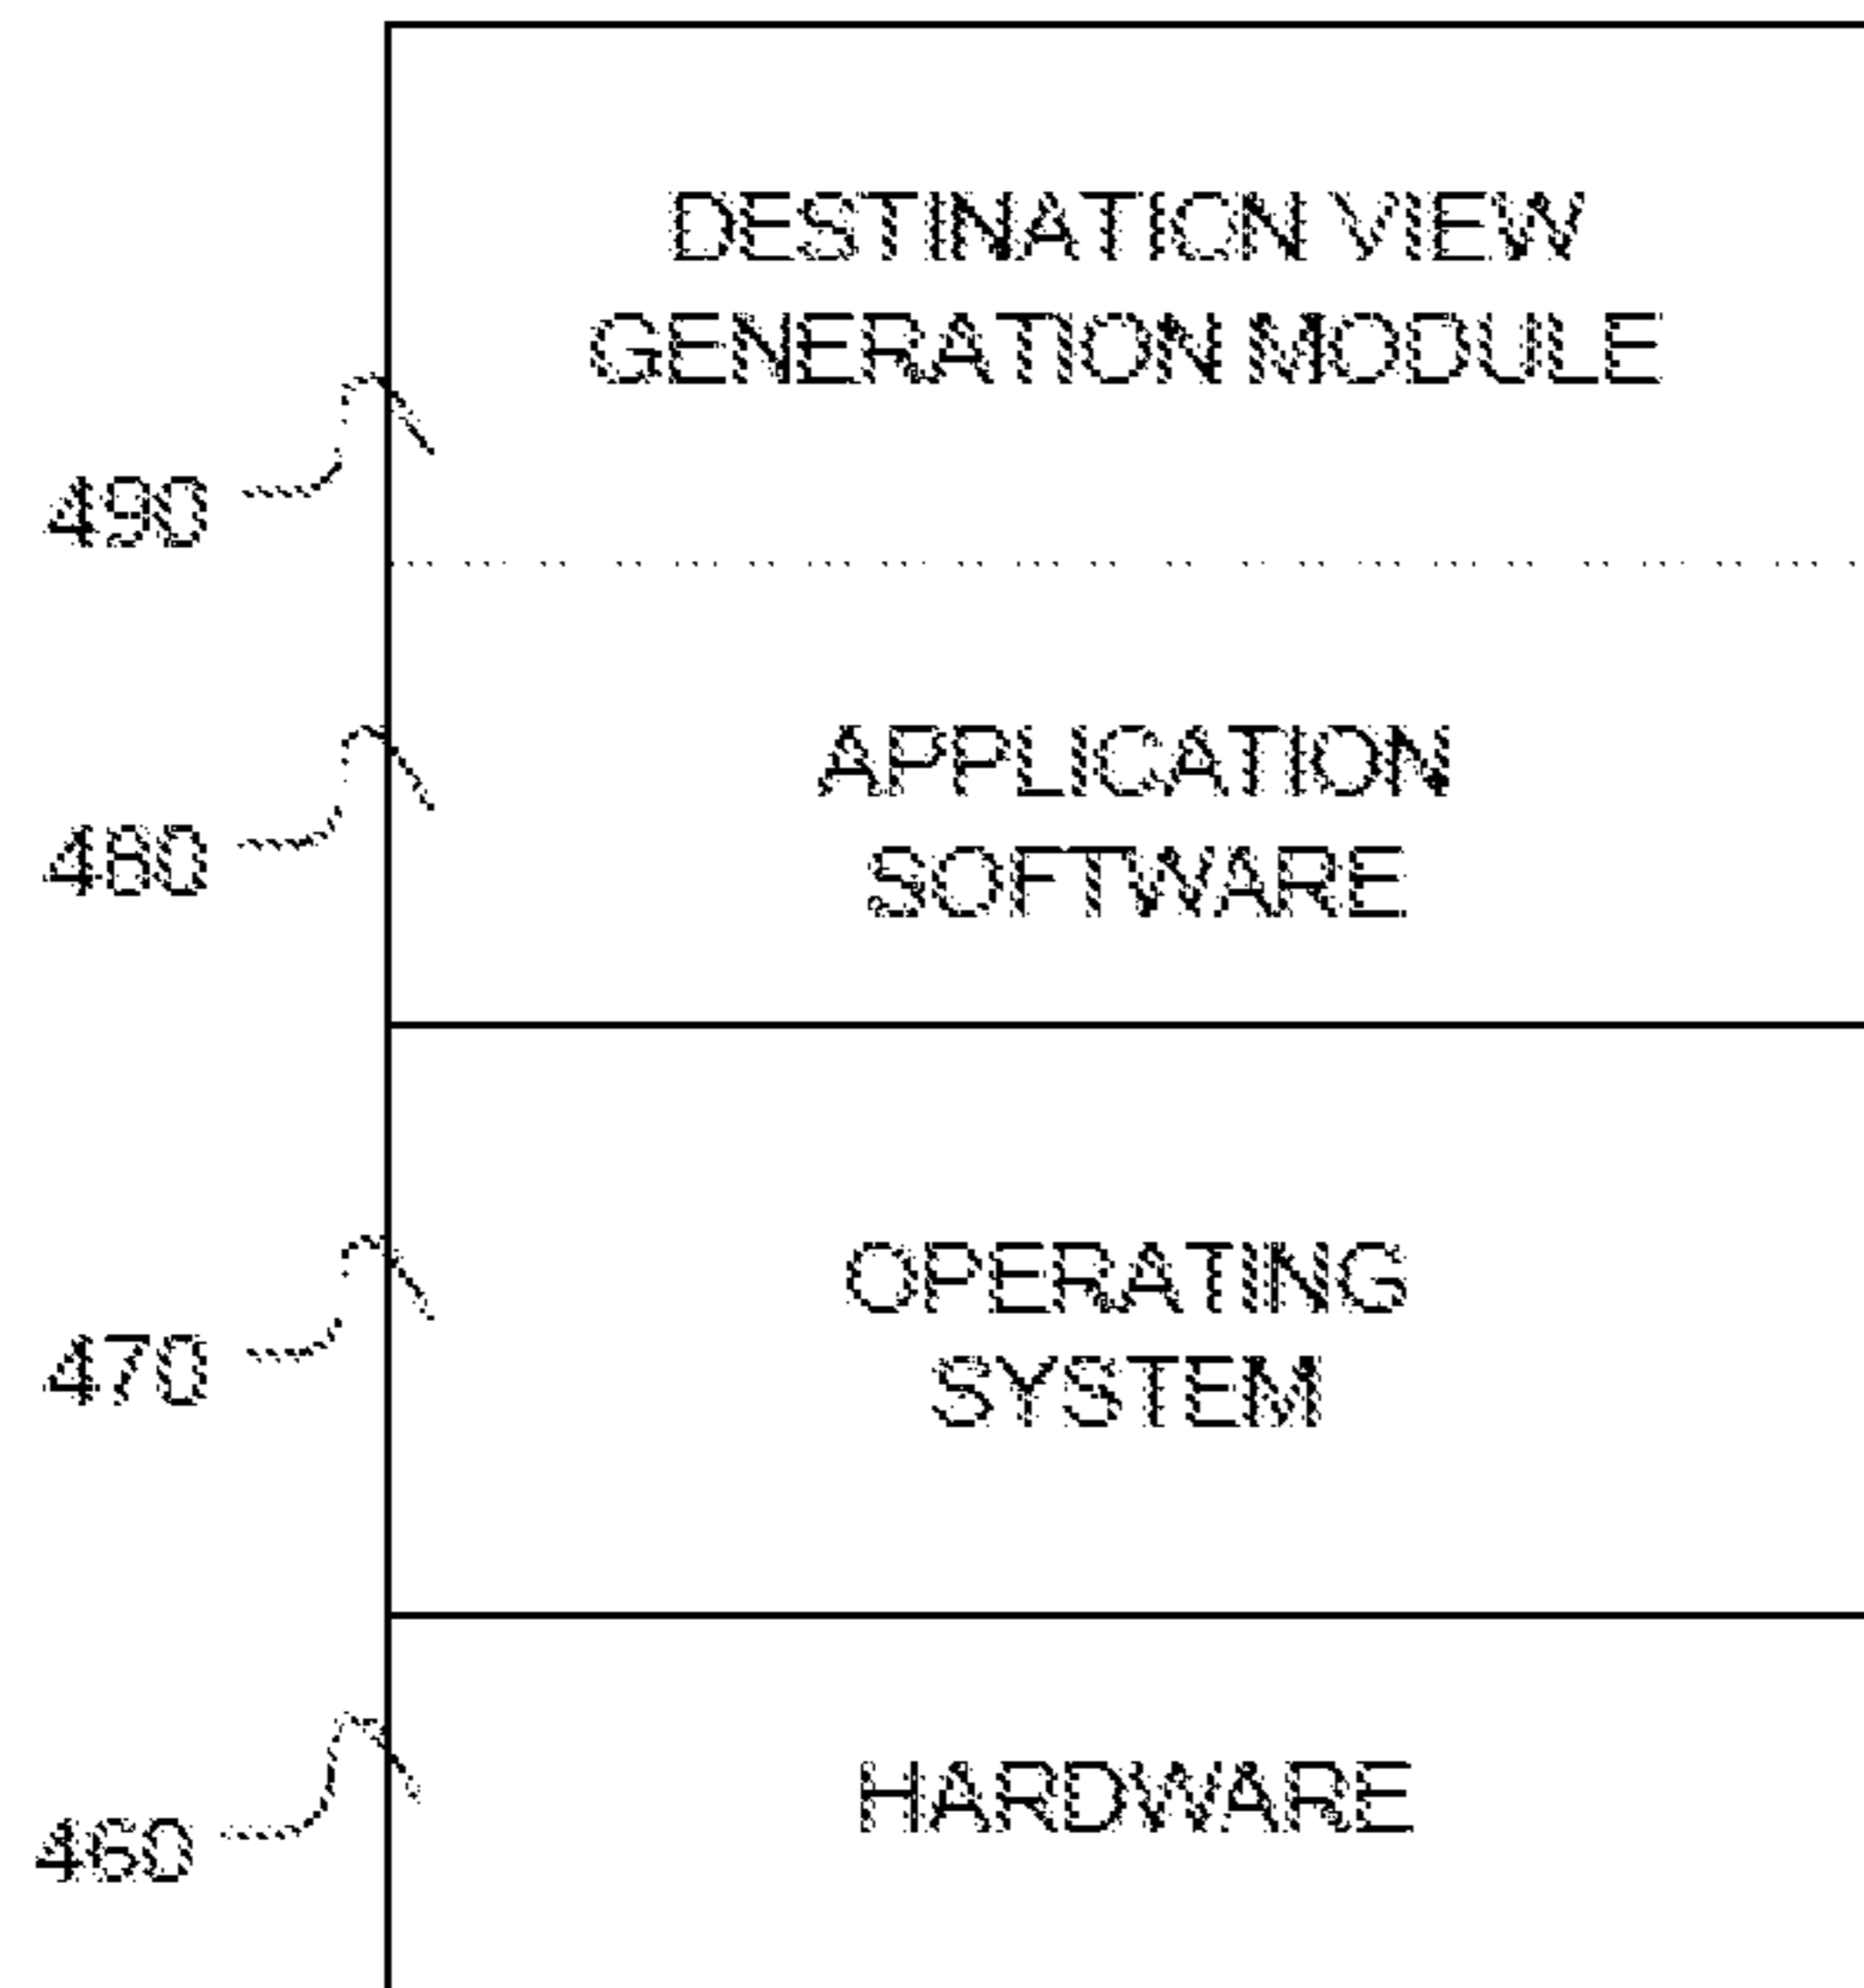 DESTINATION VIEW
GENERATION MODULE
490
APPLICATION
480
SOFTWARE
OPERATING
470
SYSTEM
HARDWARE
460